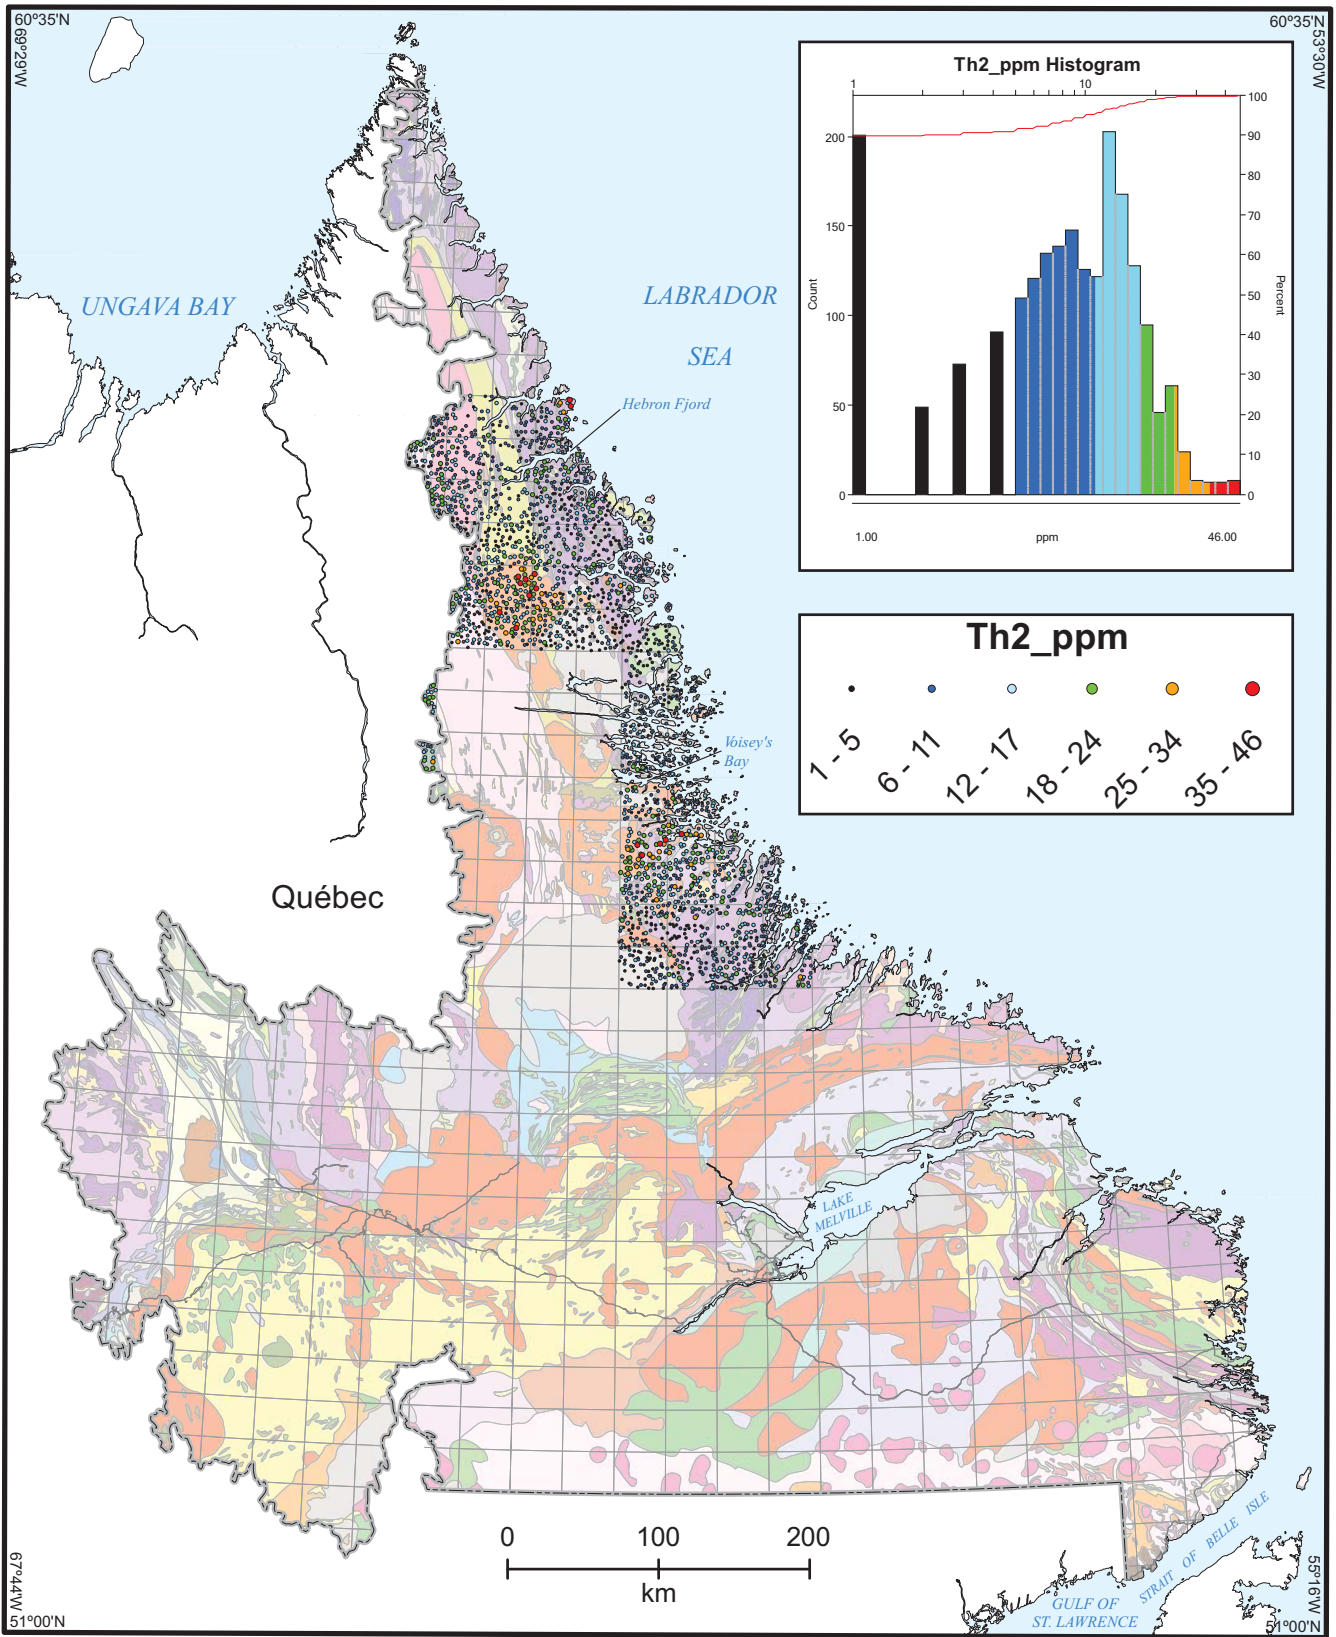 60°35'N
69°29'W
60°35'N
53°30'W
Th2_ppm Histogram
1
10
200
150
100
50
0
Count
100
90
80
70
60
50
40
30
20
10
0
Percent
1.00
ppm
46.00
UNGAVA BAY
LABRADOR
SEA
Hebron Fjord
Th2_ppm
1 - 5
6 - 11
12 - 17
18 - 24
25 - 34
35 - 46
Voisey's
Bay
Québec
LAKE
MELVILLE
0
100
200
km
STRAIT OF BELLE ISLE
GULF OF
ST. LAWRENCE
67°44'W
51°00'N
55°16'W
51°00'N